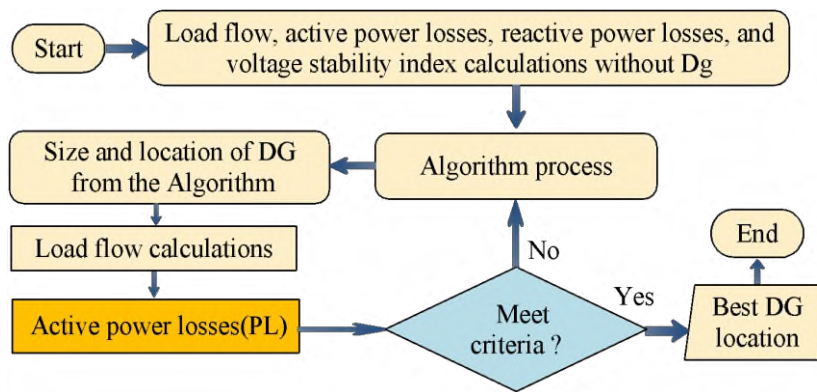 Start
Load flow, active power losses, reactive power losses, and
voltage stability index calculations without Dg
Size and location of DG
from the Algorithm
Algorithm process
Load flow calculations
Active power losses(PL)
Meet
criteria ?
No
Yes
Best DG
location
End